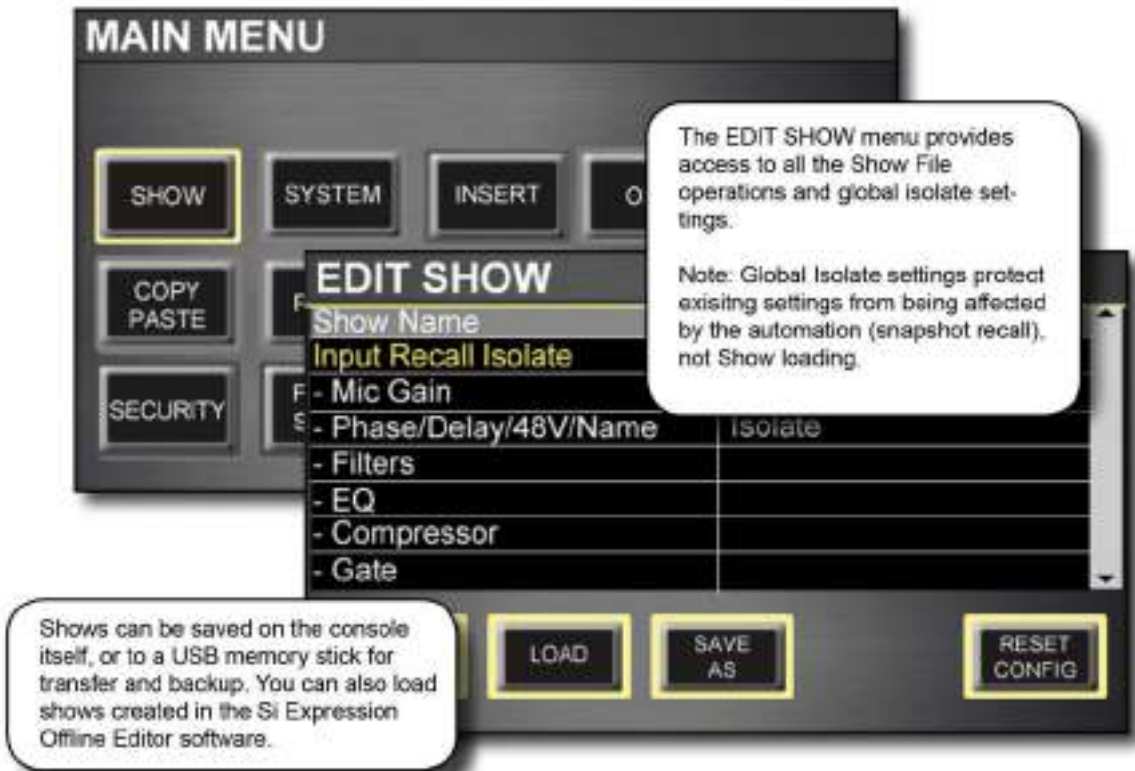 MAIN MENU
SHOW
SYSTEM
INSERT
O
COPY
PASTE
SECURITY
F
S
The EDIT SHOW menu provides
access to all the Show File
operations and global isolate set-
tings.
Note: Global Isolate settings protect
exisitng settings from being affected
by the automation (snapshot recall),
not Show loading.
EDIT SHOW
Show Name
Input Recall Isolate
- Mic Gain
- Phase/Delay/48V/Name
Isolate
- Filters
- EQ
- Compressor
- Gate
LOAD
SAVE
AS
RESET
CONFIG
Shows can be saved on the console
itself, or to a USB memory stick for
transfer and backup. You can also load
shows created in the Si Expression
Offline Editor software.